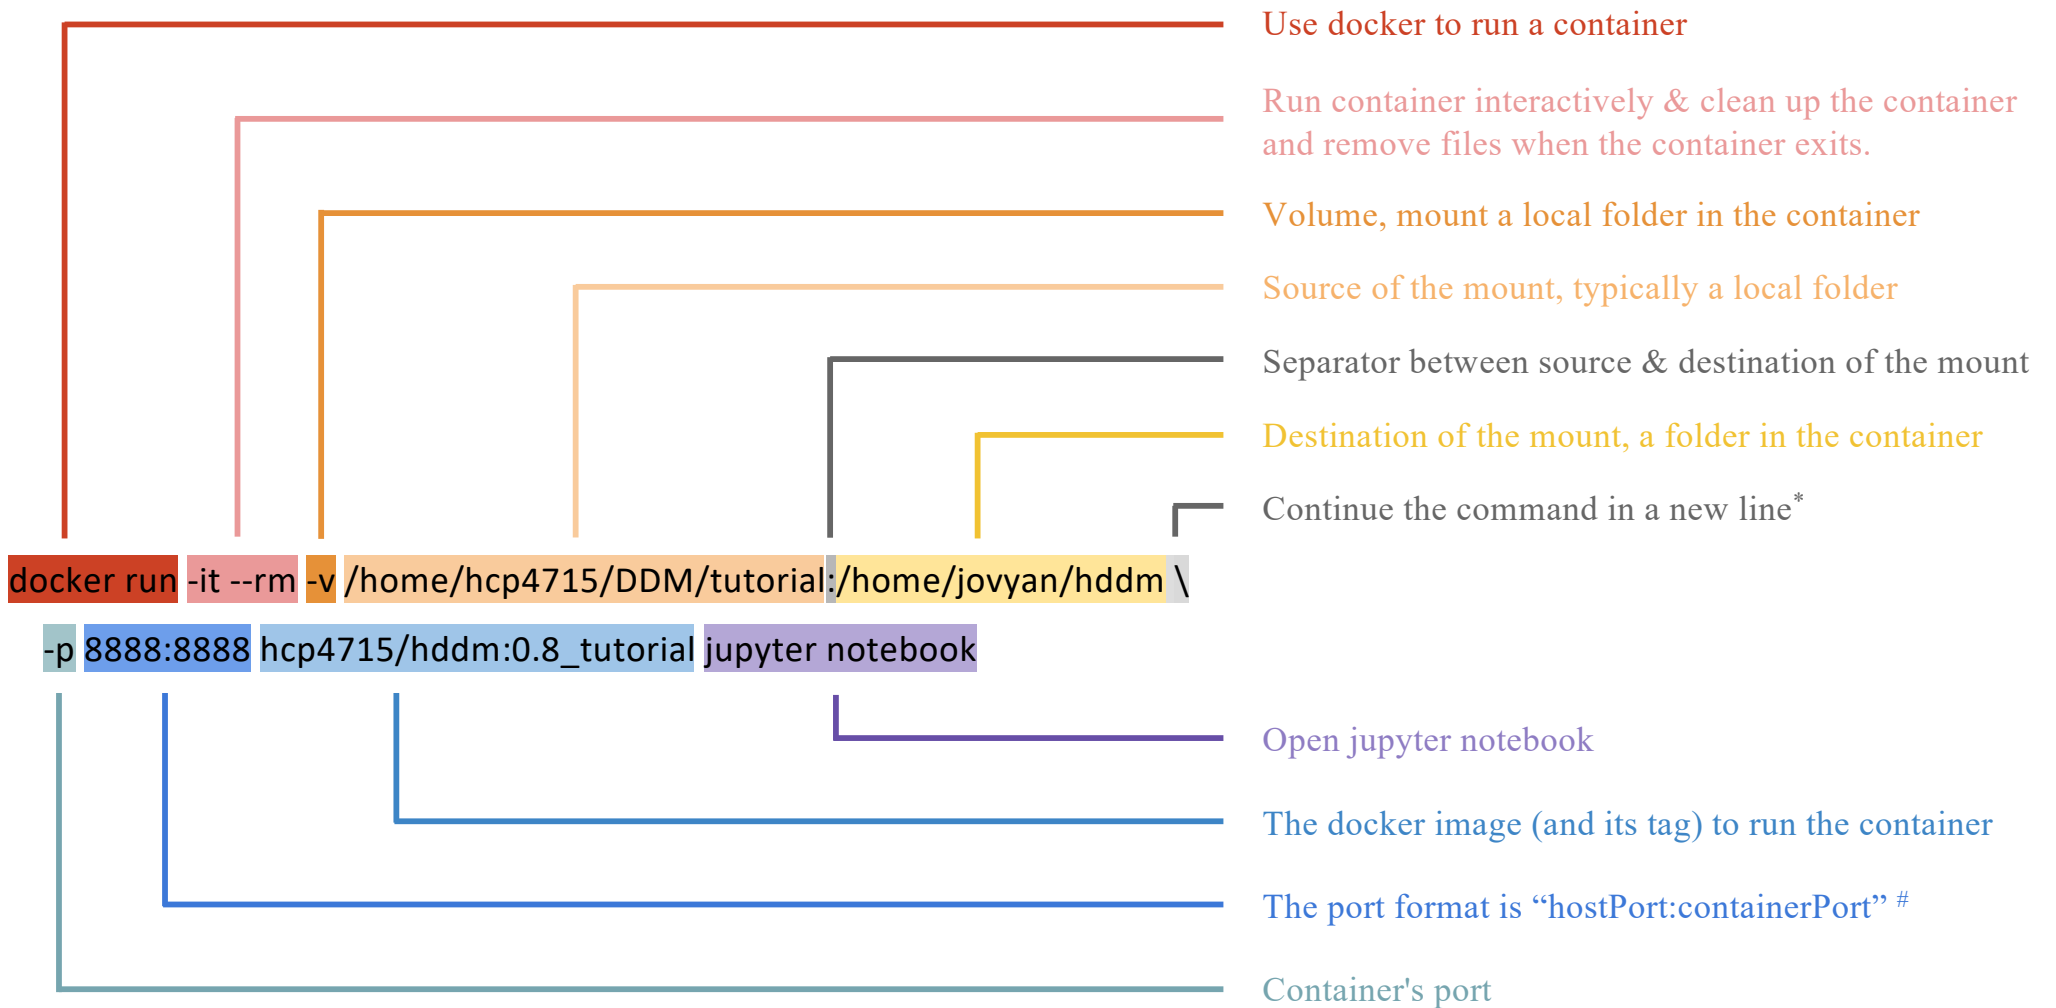 Use docker to run a container
Run container interactively & clean up the container
and remove files when the container exits.
Volume, mount a local folder in the container
Source of the mount, typically a local folder
Separator between source & destination of the mount
Destination of the mount, a folder in the container
Continue the command in a new line*
docker run -it --rm -v /home/hcp4715/DDM/tutorial:/home/jovyan/hddm \
-p 8888:8888 hcp4715/hddm:0.8_tutorial jupyter notebook
Open jupyter notebook
The docker image (and its tag) to run the container
The port format is “hostPort:containerPort” #
Container's port